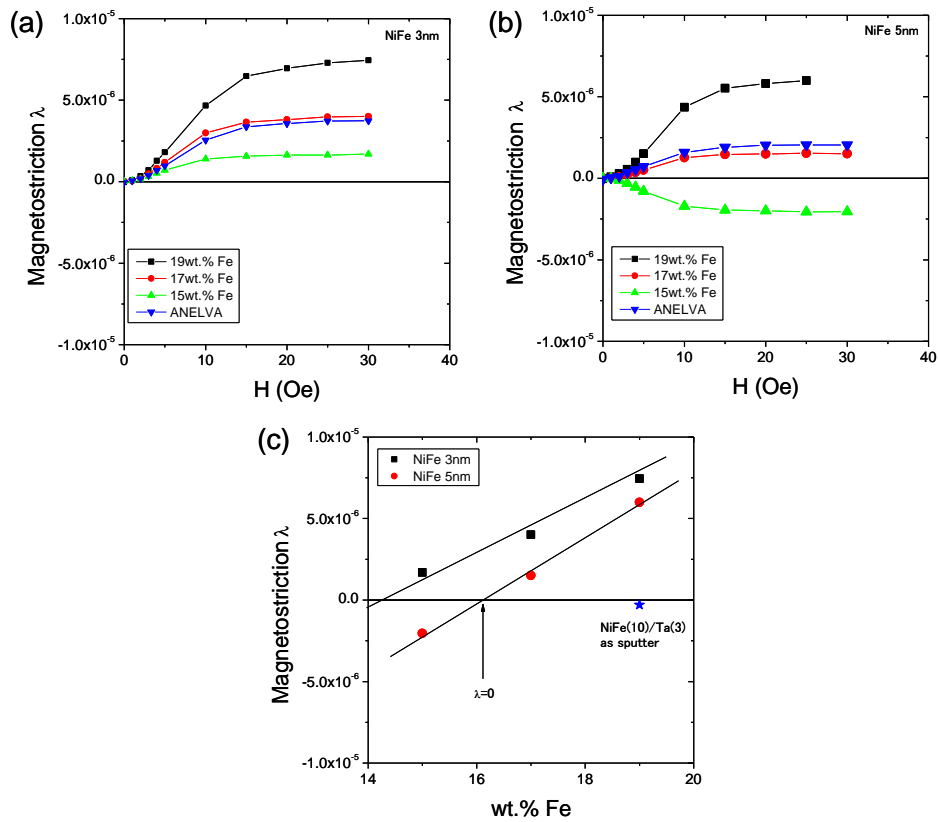 (a)
NiFe 3nm
1.0x10⁻⁵
5.0x10⁻⁶
0.0
-5.0x10⁻⁶
-1.0x10⁻⁵
Magnetostriction λ
19wt.% Fe
17wt.% Fe
15wt.% Fe
ANELVA
0 10 20 30 40
H (Oe)
(b)
NiFe 5nm
1.0x10⁻⁵
5.0x10⁻⁶
0.0
-5.0x10⁻⁶
-1.0x10⁻⁵
Magnetostriction λ
19wt.% Fe
17wt.% Fe
15wt.% Fe
ANELVA
0 10 20 30 40
H (Oe)
(c)
1.0x10⁻⁵
5.0x10⁻⁶
0.0
-5.0x10⁻⁶
-1.0x10⁻⁵
Magnetostriction λ
NiFe 3nm
NiFe 5nm
NiFe(10)/Ta(3)
as sputter
λ=0
14 16 18 20
wt.% Fe